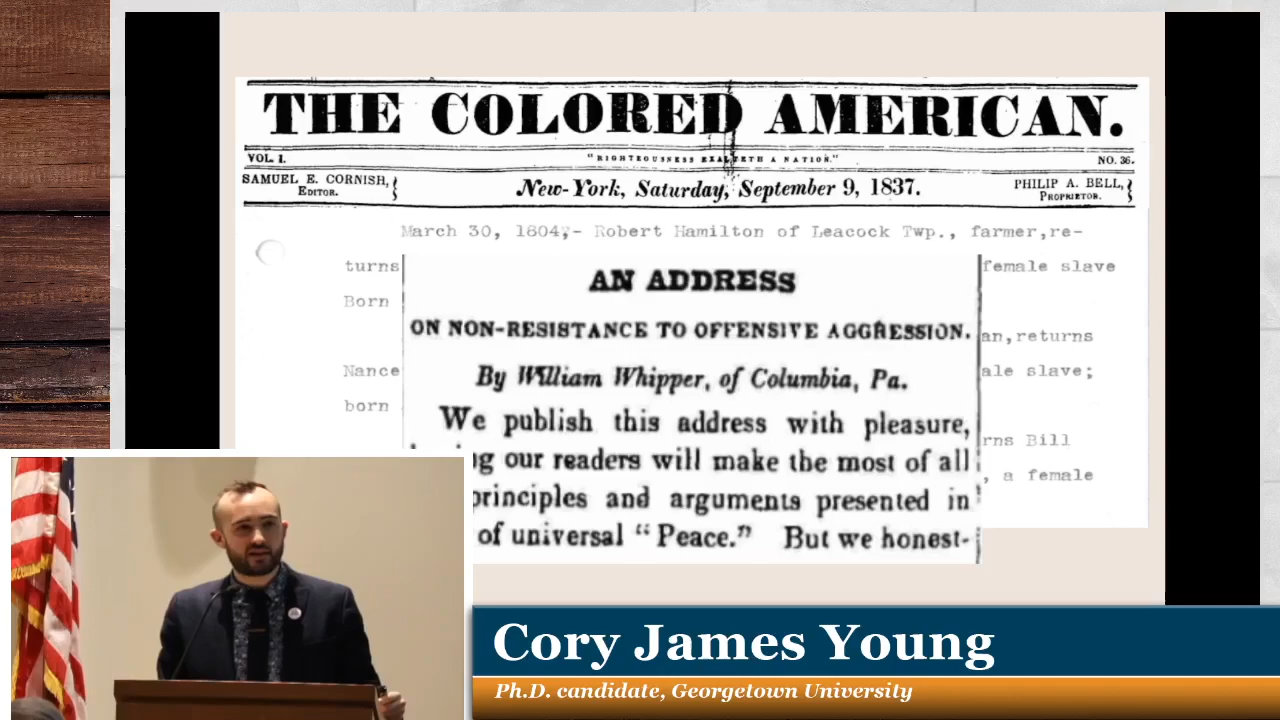 THE COLORED AMERICAN.
VOL. I. "RIGHTEOUSNESS EXALTETH A NATION." NO. 36.
SAMUEL E. CORNISH, EDITOR. New-York, Saturday, September 9, 1837. PHILIP A. BELL, PROPRIETOR.
March 30, 1804,- Robert Hamilton of Leacock Twp., farmer,re-
turns female slave
Born
an,returns
Nance ale slave;
born
rns Bill
, a female
AN ADDRESS
ON NON-RESISTANCE TO OFFENSIVE AGGRESSION.
By William Whipper, of Columbia, Pa.
We publish this address with pleasure,
g our readers will make the most of all
principles and arguments presented in
of universal "Peace." But we honest-
Cory James Young
Ph.D. candidate, Georgetown University